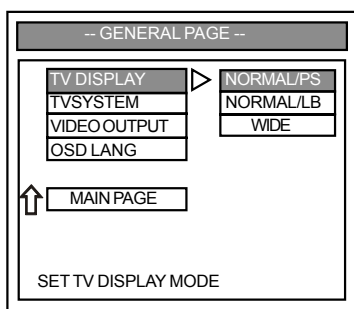 -- GENERAL PAGE --
TV DISPLAY
NORMAL/PS
TVSYSTEM
NORMAL/LB
VIDEO OUTPUT
WIDE
OSD LANG
MAIN PAGE
SET TV DISPLAY MODE